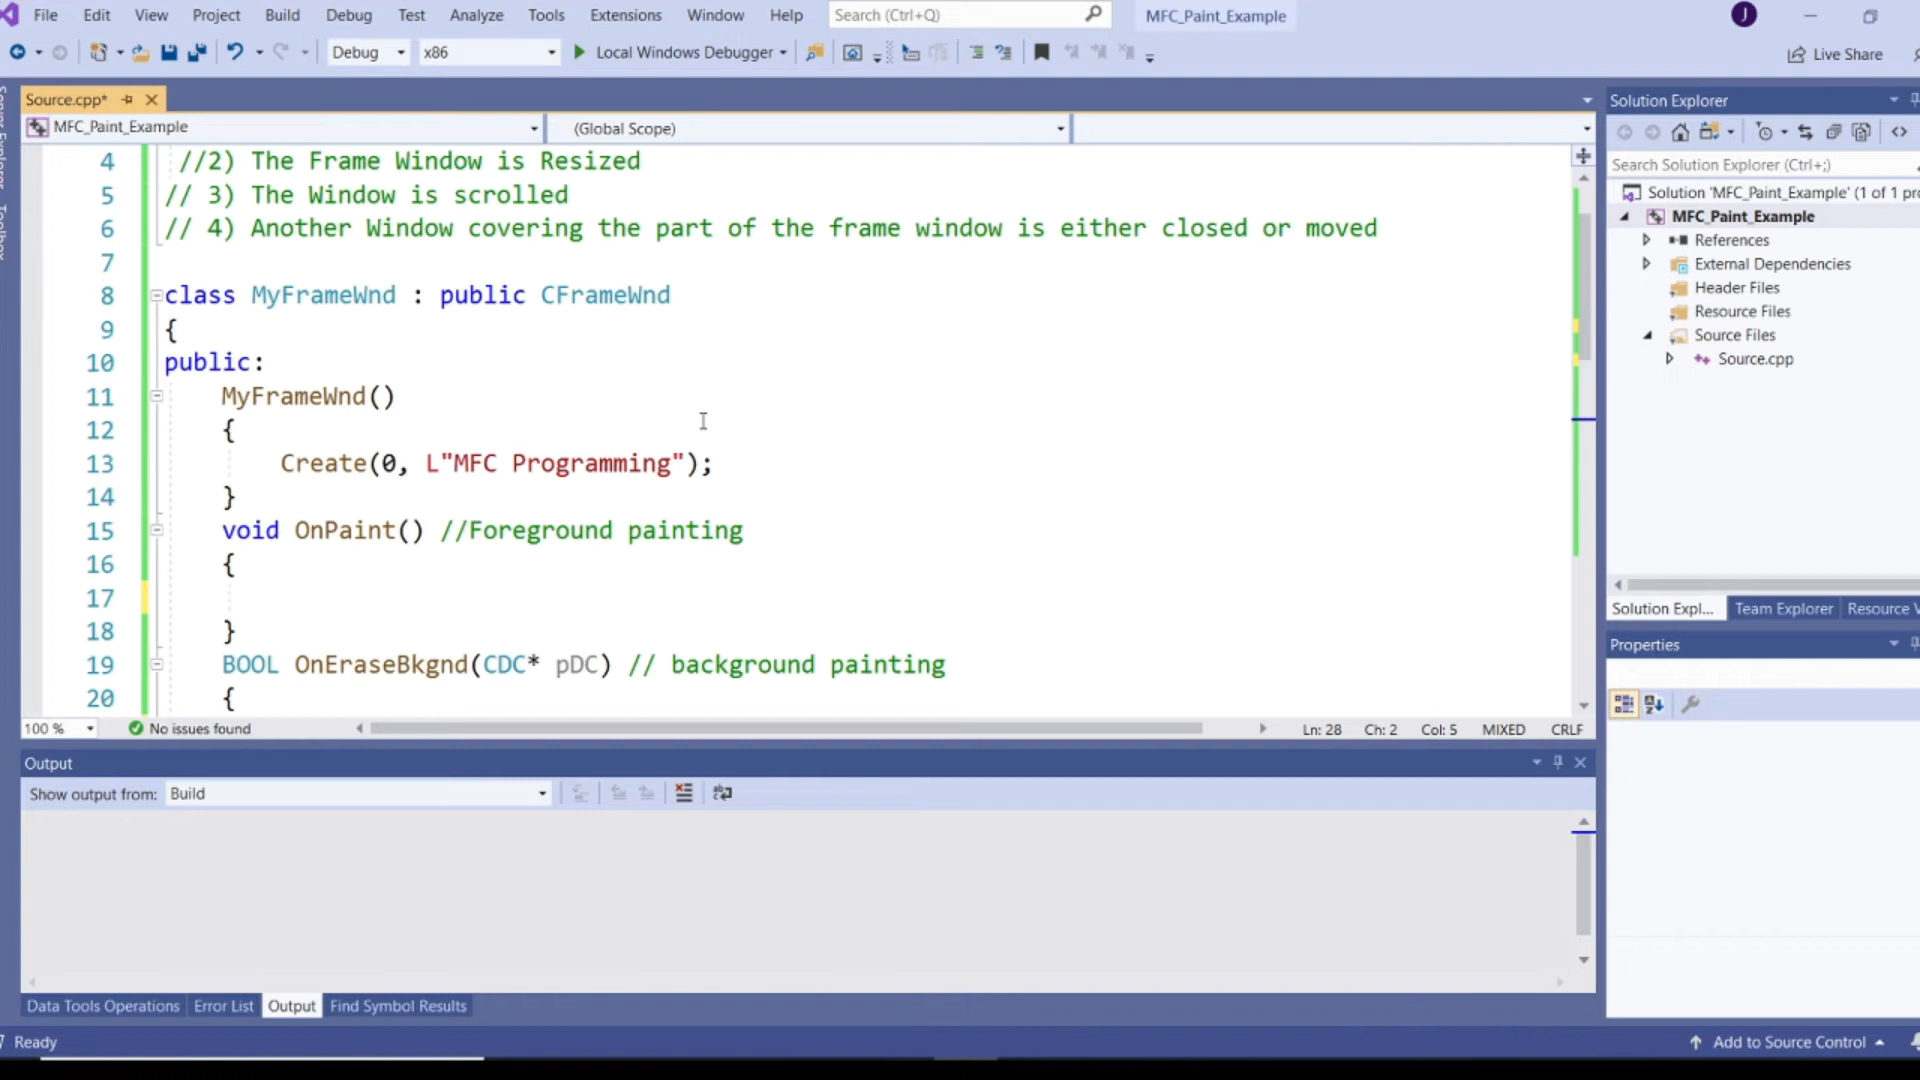 File Edit View Project Build Debug Test Analyze Tools Extensions Window Help Search (Ctrl+Q) MFC_Paint_Example J
Debug x86 Local Windows Debugger Live Share
Source.cpp*
MFC_Paint_Example (Global Scope)
4 //2) The Frame Window is Resized
5 // 3) The Window is scrolled
6 // 4) Another Window covering the part of the frame window is either closed or moved
7
8 class MyFrameWnd : public CFrameWnd
9 {
10 public:
11 MyFrameWnd()
12 {
13 Create(0, L"MFC Programming");
14 }
15 void OnPaint() //Foreground painting
16 {
17
18 }
19 BOOL OnEraseBkgnd(CDC* pDC) // background painting
20 {
100 % No issues found Ln: 28 Ch: 2 Col: 5 MIXED CRLF
Output
Show output from: Build
Data Tools Operations Error List Output Find Symbol Results
Ready Add to Source Control
Solution Explorer
Search Solution Explorer (Ctrl+;)
Solution 'MFC_Paint_Example' (1 of 1 pro
MFC_Paint_Example
References
External Dependencies
Header Files
Resource Files
Source Files
Source.cpp
Solution Expl... Team Explorer Resource V
Properties